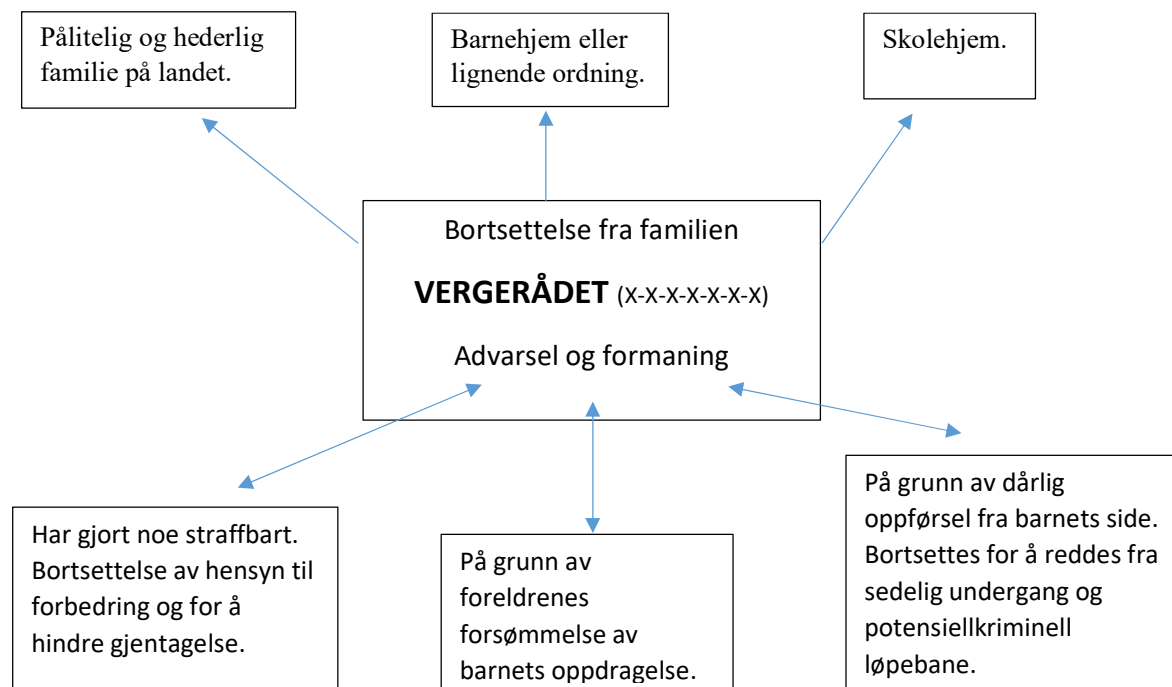 Pålitelig og hederlig
familie på landet.
Barnehjem eller
lignende ordning.
Skolehjem.
Bortsettelse fra familien
VERGERÅDET (X-X-X-X-X-X-X)
Advarsel og formaning
Har gjort noe straffbart.
Bortsettelse av hensyn til
forbedring og for å
hindre gjentagelse.
På grunn av
foreldrenes
forsømmelse av
barnets oppdragelse.
På grunn av dårlig
oppførsel fra barnets side.
Bortsettes for å reddes fra
sedelig undergang og
potensiellkriminell
løpebane.